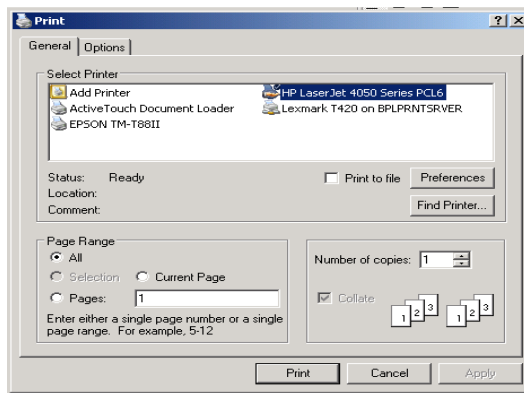 Print
General Options
Select Printer
Add Printer HP LaserJet 4050 Series PCL6
ActiveTouch Document Loader Lexmark T420 on BPLPRNTSRVER
EPSON TM-T88II
Status: Ready Print to file Preferences
Location:
Comment: Find Printer...
Page Range
All Number of copies: 1
Selection Current Page
Pages: 1 Collate
Enter either a single page number or a single
page range. For example, 5-12
1 2 3 1 2 3
Print Cancel Apply